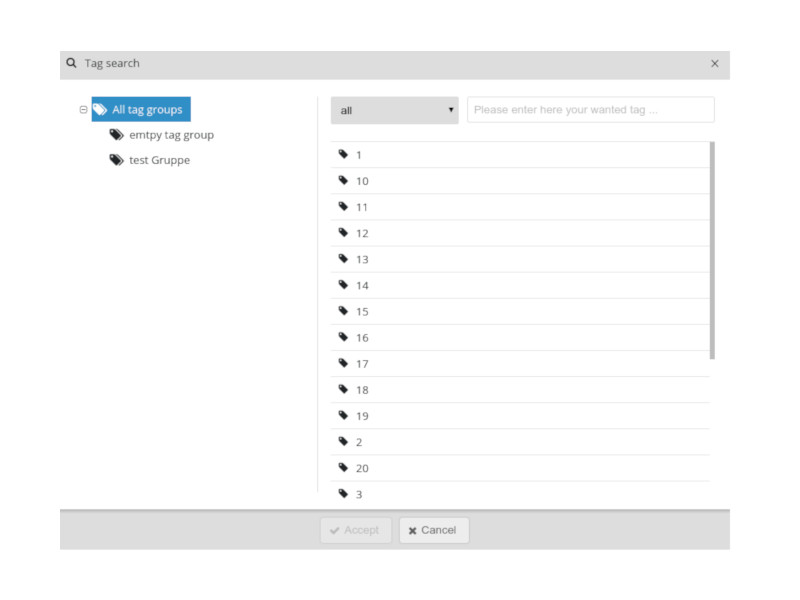 Tag search
All tag groups
emtpy tag group
test Gruppe
all
Please enter here your wanted tag ...
1
10
11
12
13
14
15
16
17
18
19
2
20
3
Accept
Cancel